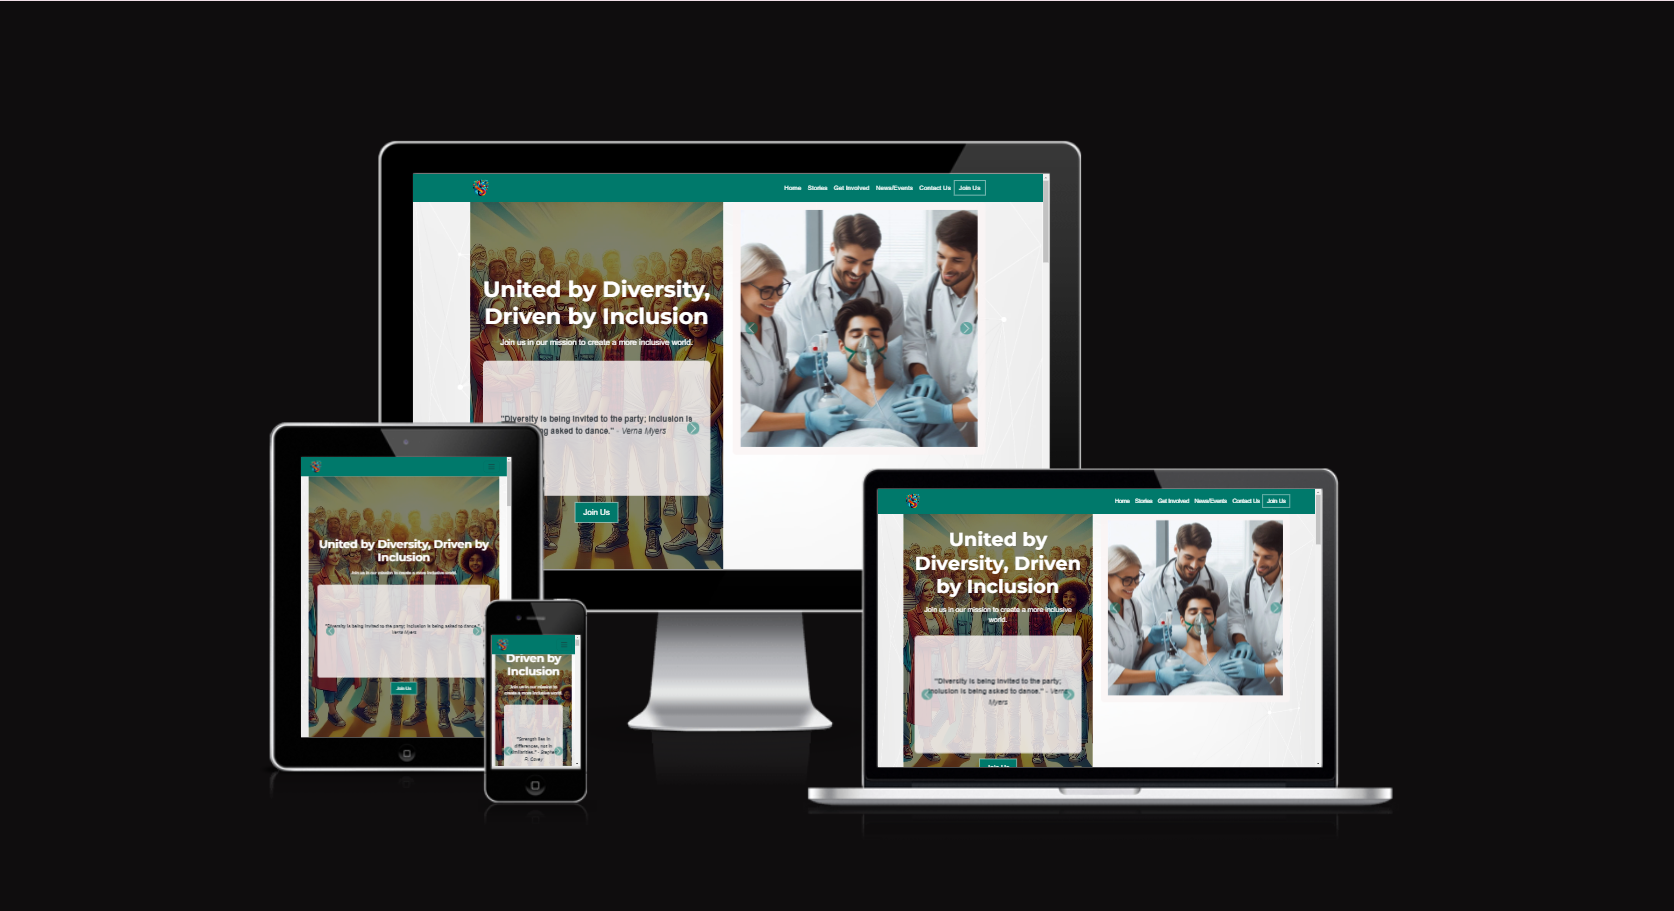 Home Stories Get Involved News/Events Contact Us Join Us
United by Diversity,
Driven by Inclusion
Join us in our mission to create a more inclusive world.
"Diversity is being invited to the party; inclusion is
g asked to dance." - Verna Myers
Join Us
United by Diversity, Driven by
Inclusion
Join us in our mission to create a more inclusive world.
"Diversity is being invited to the party; inclusion is being asked to dance." -
Verna Myers
Join Us
Driven by
Inclusion
Join us in our mission to
create a more inclusive world.
"Strength lies in
differences, not in
similarities." - Stephen
R. Covey
Home Stories Get Involved News/Events Contact Us Join Us
United by
Diversity, Driven
by Inclusion
Join us in our mission to create a more inclusive
world.
"Diversity is being invited to the party;
inclusion is being asked to dance." - Verna
Myers
Join Us